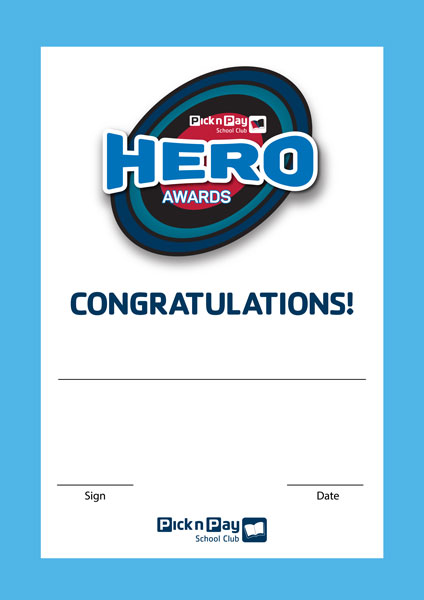 Pick n Pay
School Club
HERO
AWARDS
CONGRATULATIONS!
Sign
Date
Pick n Pay
School Club